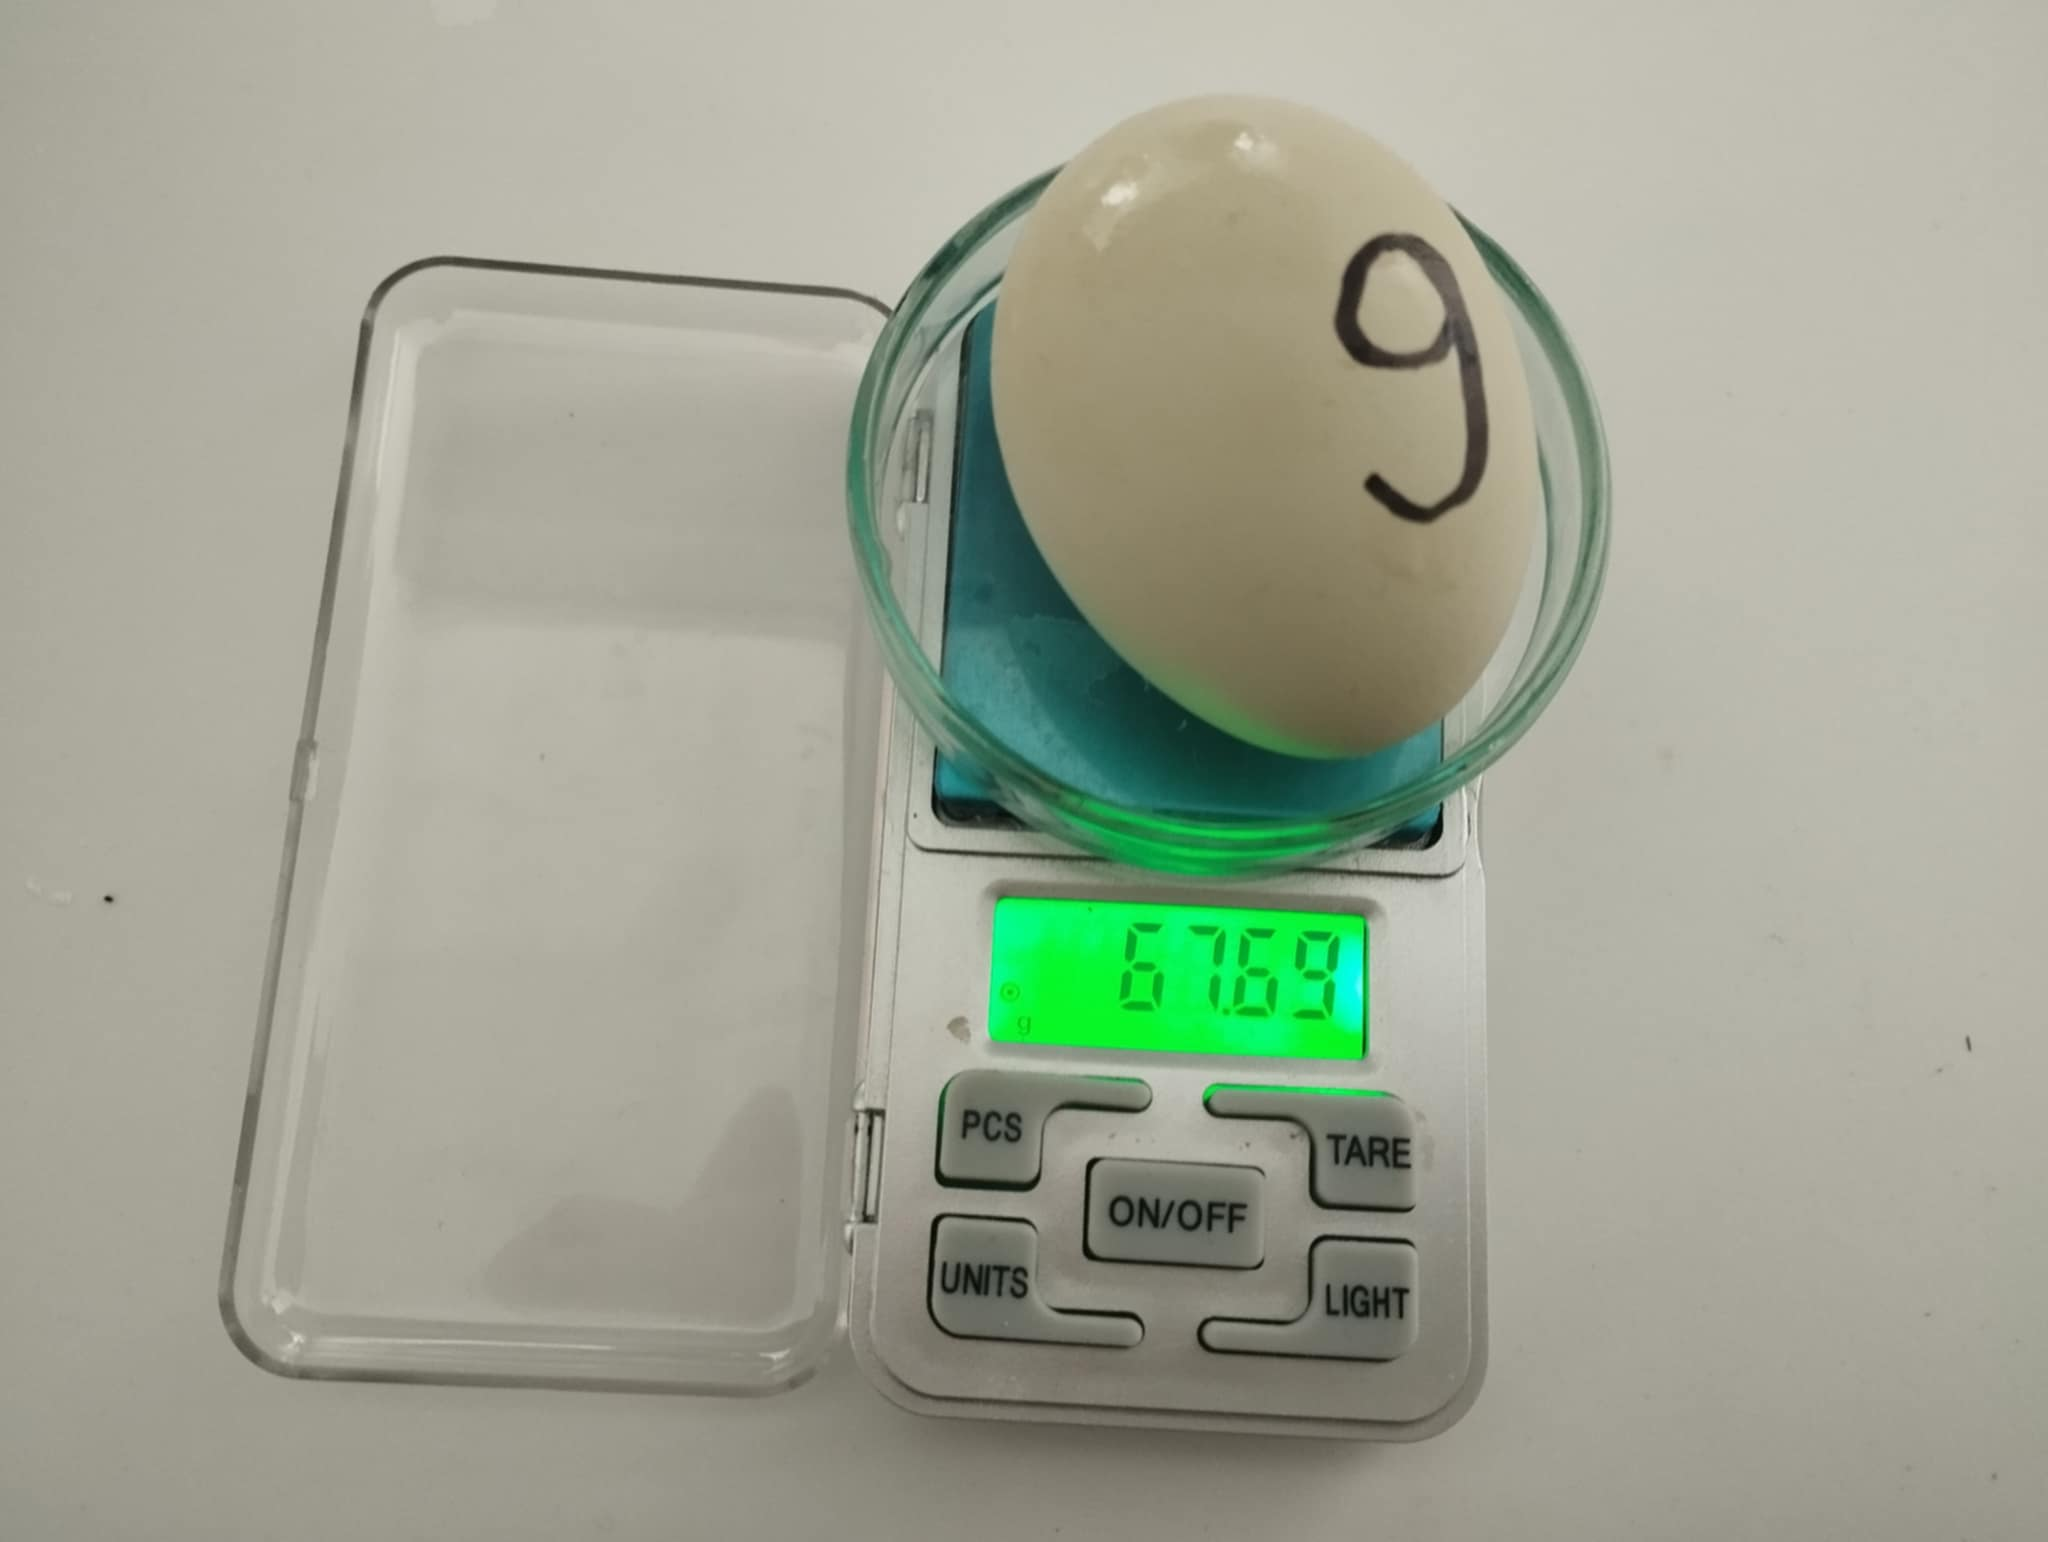 9
67.69
g
PCS
TARE
ON/OFF
UNITS
LIGHT